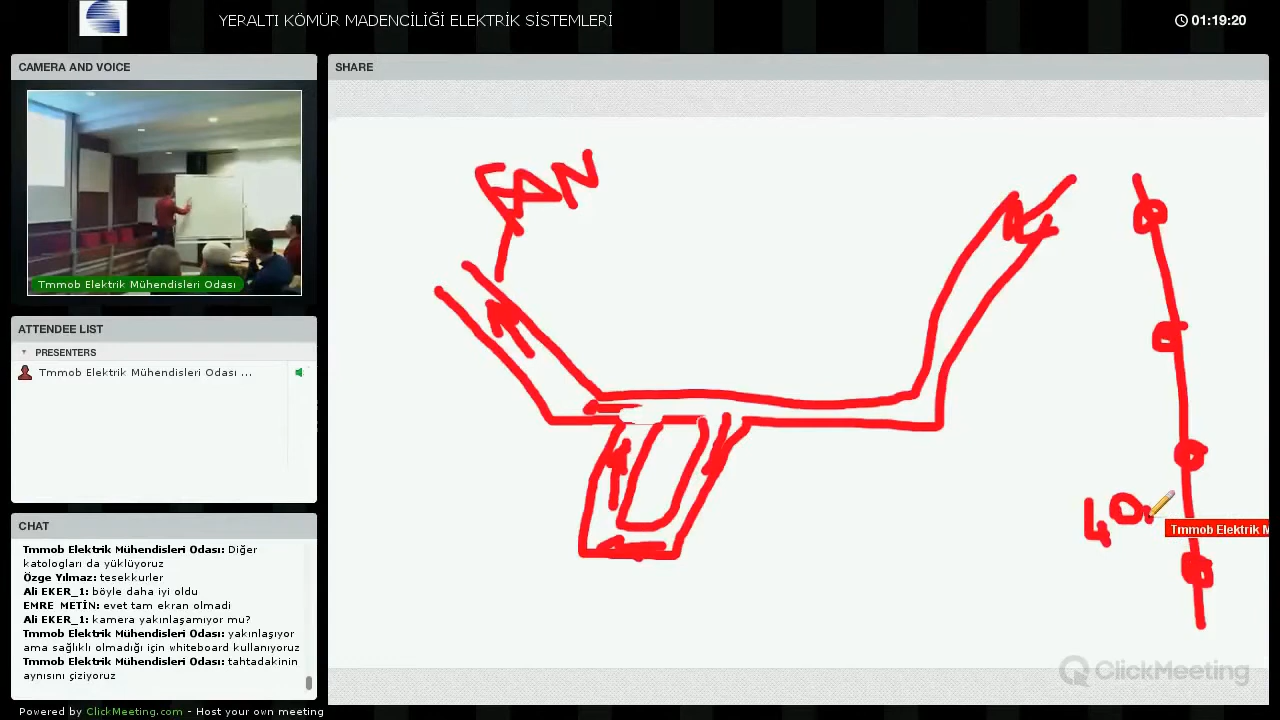 YERALTI KÖMÜR MADENCİLİĞİ ELEKTRİK SİSTEMLERİ
01:19:20
CAMERA AND VOICE
SHARE
FAN
Tmmob Elektrik Mühendisleri Odası
ATTENDEE LIST
PRESENTERS
Tmmob Elektrik Mühendisleri Odası ...
40
Tmmob Elektrik M
CHAT
Tmmob Elektrik Mühendisleri Odası: Diğer
katologları da yüklüyoruz
Özge Yılmaz: tesekkurler
Ali EKER_1: böyle daha iyi oldu
EMRE METİN: evet tam ekran olmadi
Ali EKER_1: kamera yakınlaşamıyor mu?
Tmmob Elektrik Mühendisleri Odası: yakınlaşıyor
ama sağlıklı olmadığı için whiteboard kullanıyoruz
Tmmob Elektrik Mühendisleri Odası: tahtadakinin
aynısını çiziyoruz
ClickMeeting
Powered by ClickMeeting.com - Host your own meeting